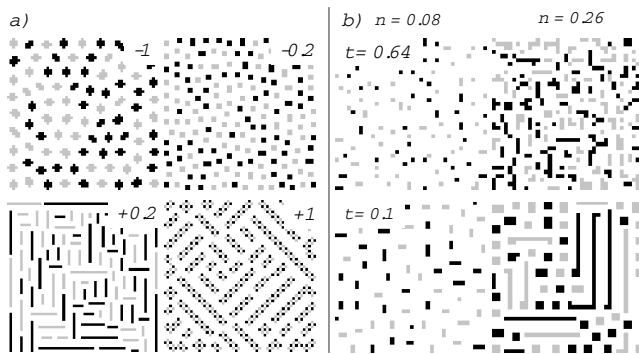 a)
-1
-0.2
+0.2
+1
b) n = 0.08 n = 0.26
t= 0.64
t= 0.1